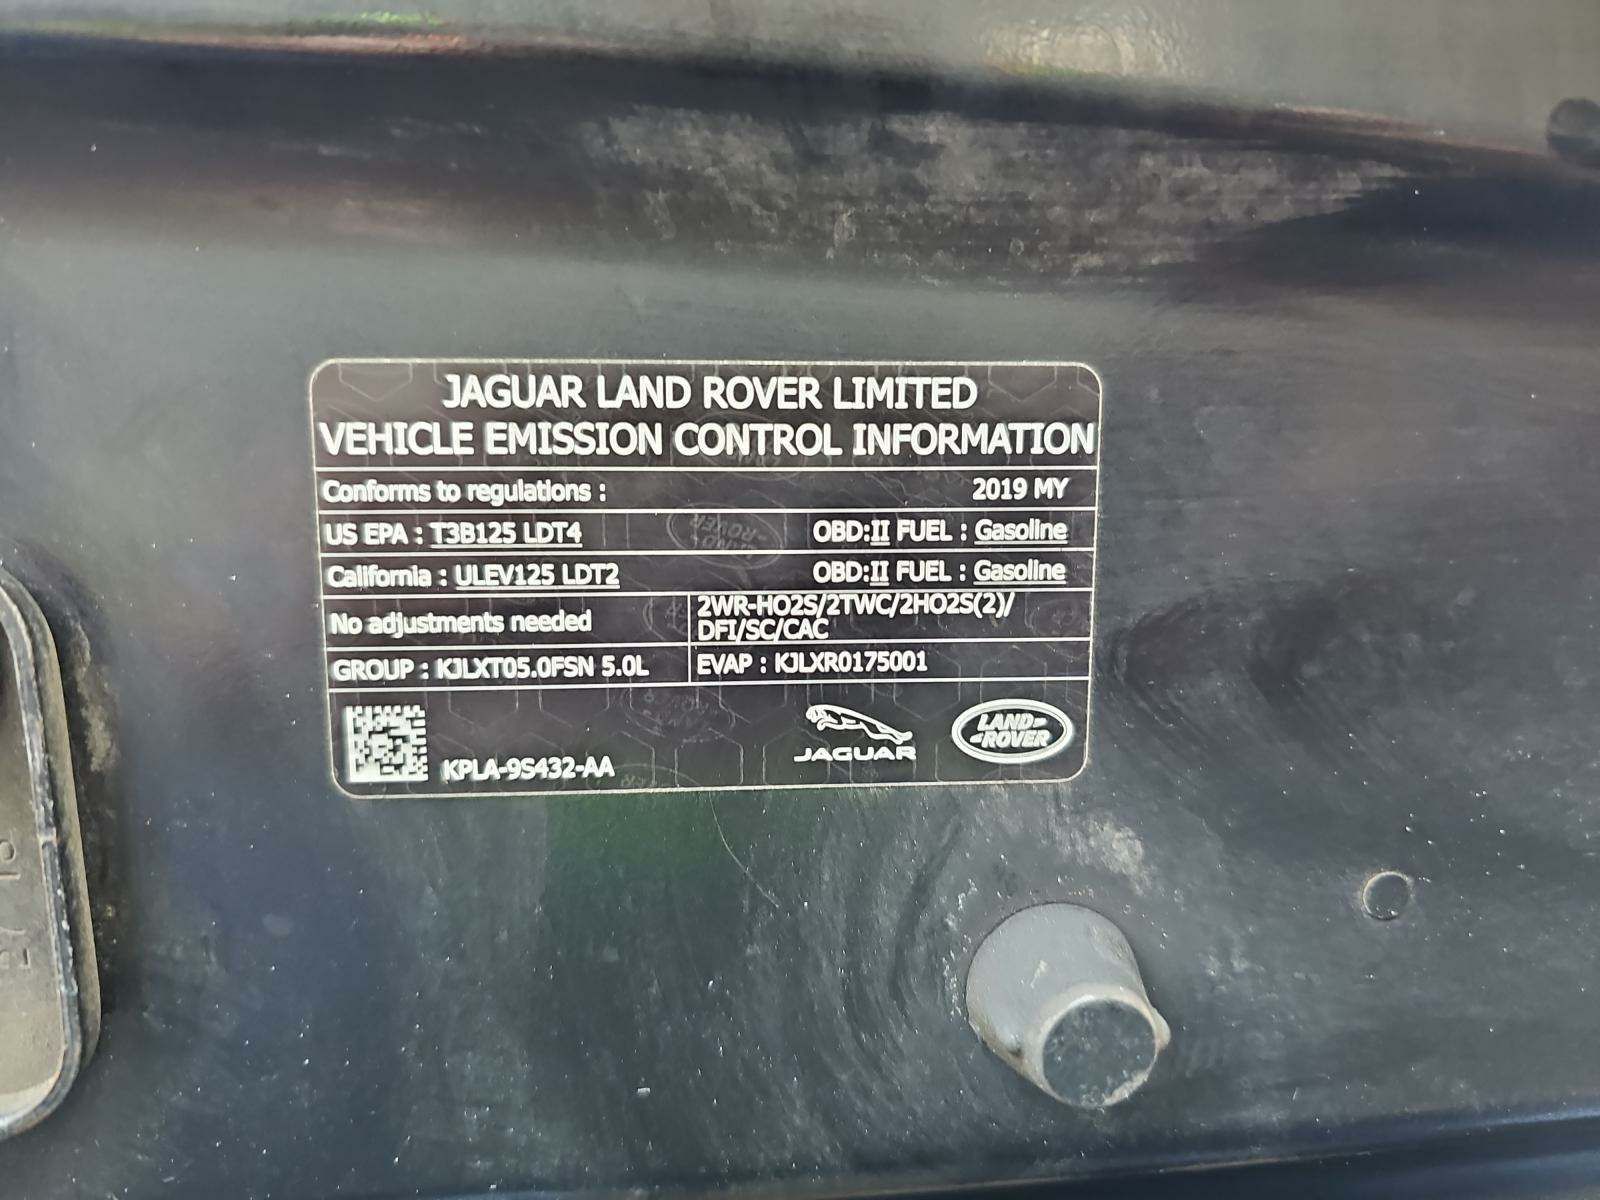 JAGUAR LAND ROVER LIMITED
VEHICLE EMISSION CONTROL INFORMATION
Conforms to regulations : 2019 MY
US EPA : T3B125 LDT4 OBD:II FUEL : Gasoline
California : ULEV125 LDT2 OBD:II FUEL : Gasoline
No adjustments needed
2WR-HO2S/2TWC/2HO2S(2)/
DFI/SC/CAC
GROUP : KJLXT05.0FSN 5.0L
EVAP : KJLXR0175001
KPLA-9S432-AA
JAGUAR
LAND-
-ROVER